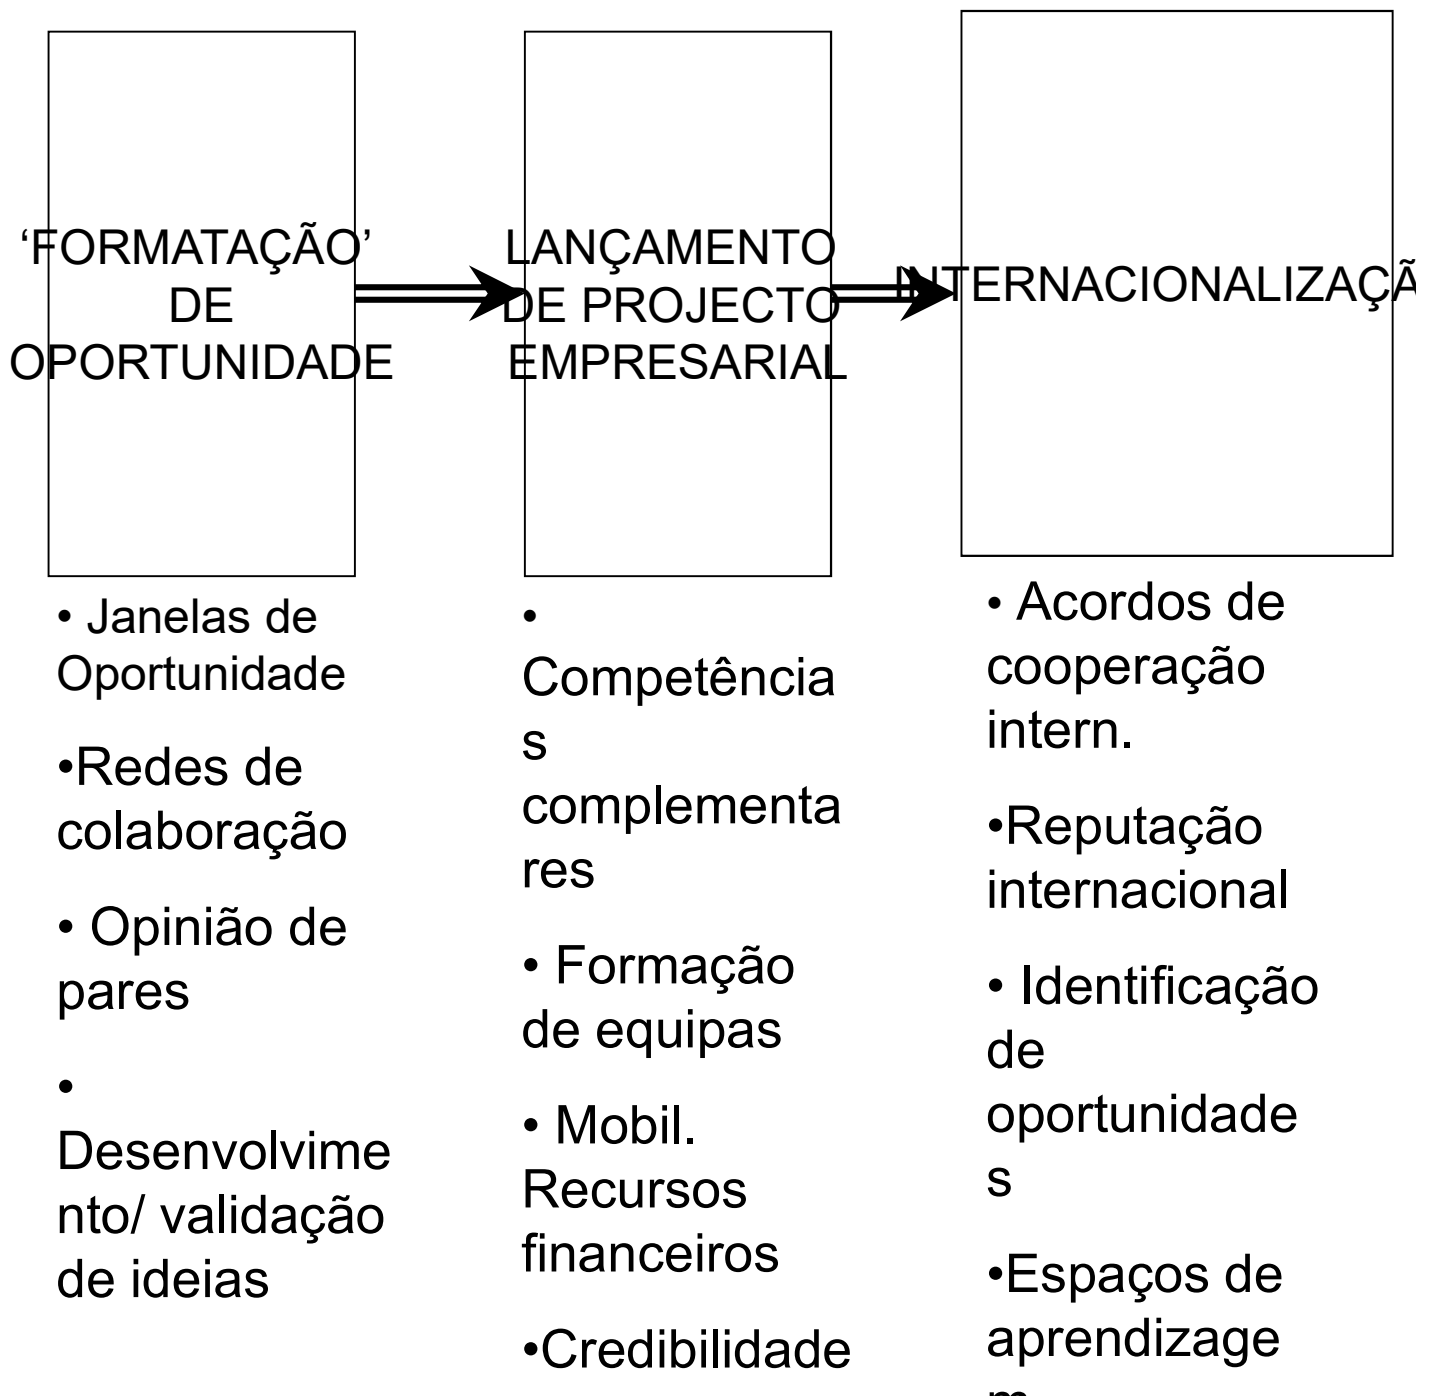 ‘FORMATAÇÃO’
DE
OPORTUNIDADE
LANÇAMENTO
DE PROJECTO
EMPRESARIAL
INTERNACIONALIZAÇÃ
• Janelas de
Oportunidade
•Redes de
colaboração
• Opinião de
pares
•
Desenvolvime
nto/ validação
de ideias
•
Competência
s
complementa
res
• Formação
de equipas
• Mobil.
Recursos
financeiros
•Credibilidade
• Acordos de
cooperação
intern.
•Reputação
internacional
• Identificação
de
oportunidade
s
•Espaços de
aprendizage
m